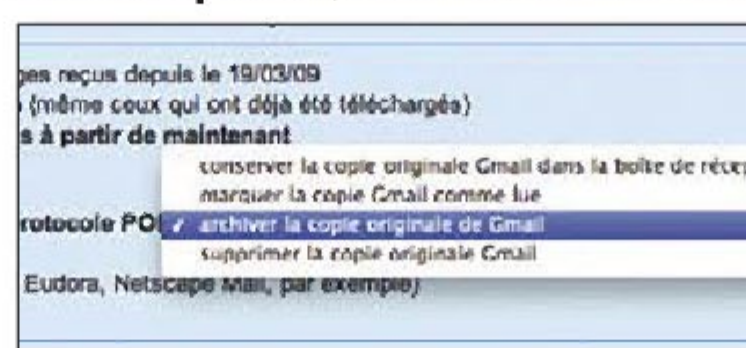 ges reçus depuis le 19/03/09
(même ceux qui ont déjà été téléchargés)
s à partir de maintenant
conserver la copie originale Gmail dans la boîte de récep
marquer la copie Gmail comme lue
rotocole PO ✓ archiver la copie originale de Gmail
supprimer la copie originale Gmail
Eudora, Netscape Mail, par exemple)